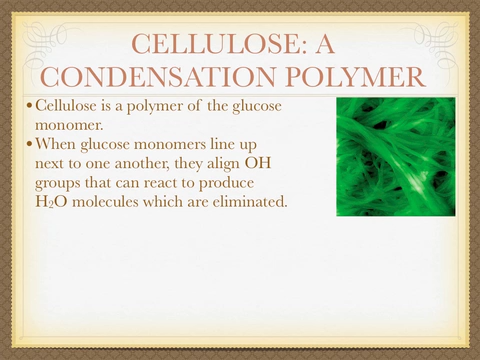 CELLULOSE: A
CONDENSATION POLYMER
•Cellulose is a polymer of the glucose
monomer.
•When glucose monomers line up
next to one another, they align OH
groups that can react to produce
H₂O molecules which are eliminated.